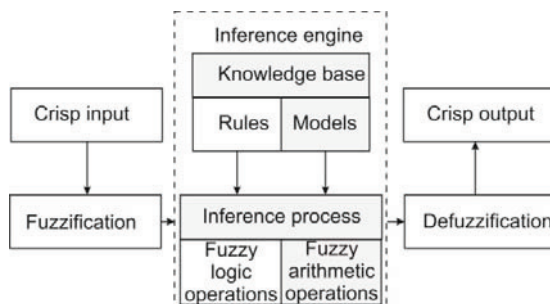 Inference engine
Knowledge base
Crisp input
Rules
Models
Crisp output
Fuzzification
Inference process
Defuzzification
Fuzzy
logic
operations
Fuzzy
arithmetic
operations